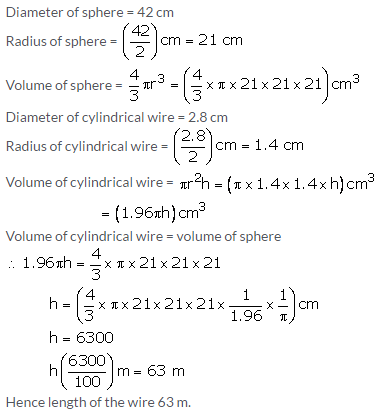 Diameter of sphere = 42 cm
Radius of sphere = (42/2) cm = 21 cm
Volume of sphere = 4/3 πr³ = (4/3 × π × 21 × 21 × 21) cm³
Diameter of cylindrical wire = 2.8 cm
Radius of cylindrical wire = (2.8/2) cm = 1.4 cm
Volume of cylindrical wire = πr²h = (π × 1.4 × 1.4 × h) cm³
= (1.96πh) cm³
Volume of cylindrical wire = volume of sphere
∴ 1.96πh = 4/3 × π × 21 × 21 × 21
h = (4/3 × π × 21 × 21 × 21 × 1/1.96 × 1/π) cm
h = 6300
h(6300/100) m = 63 m
Hence length of the wire 63 m.